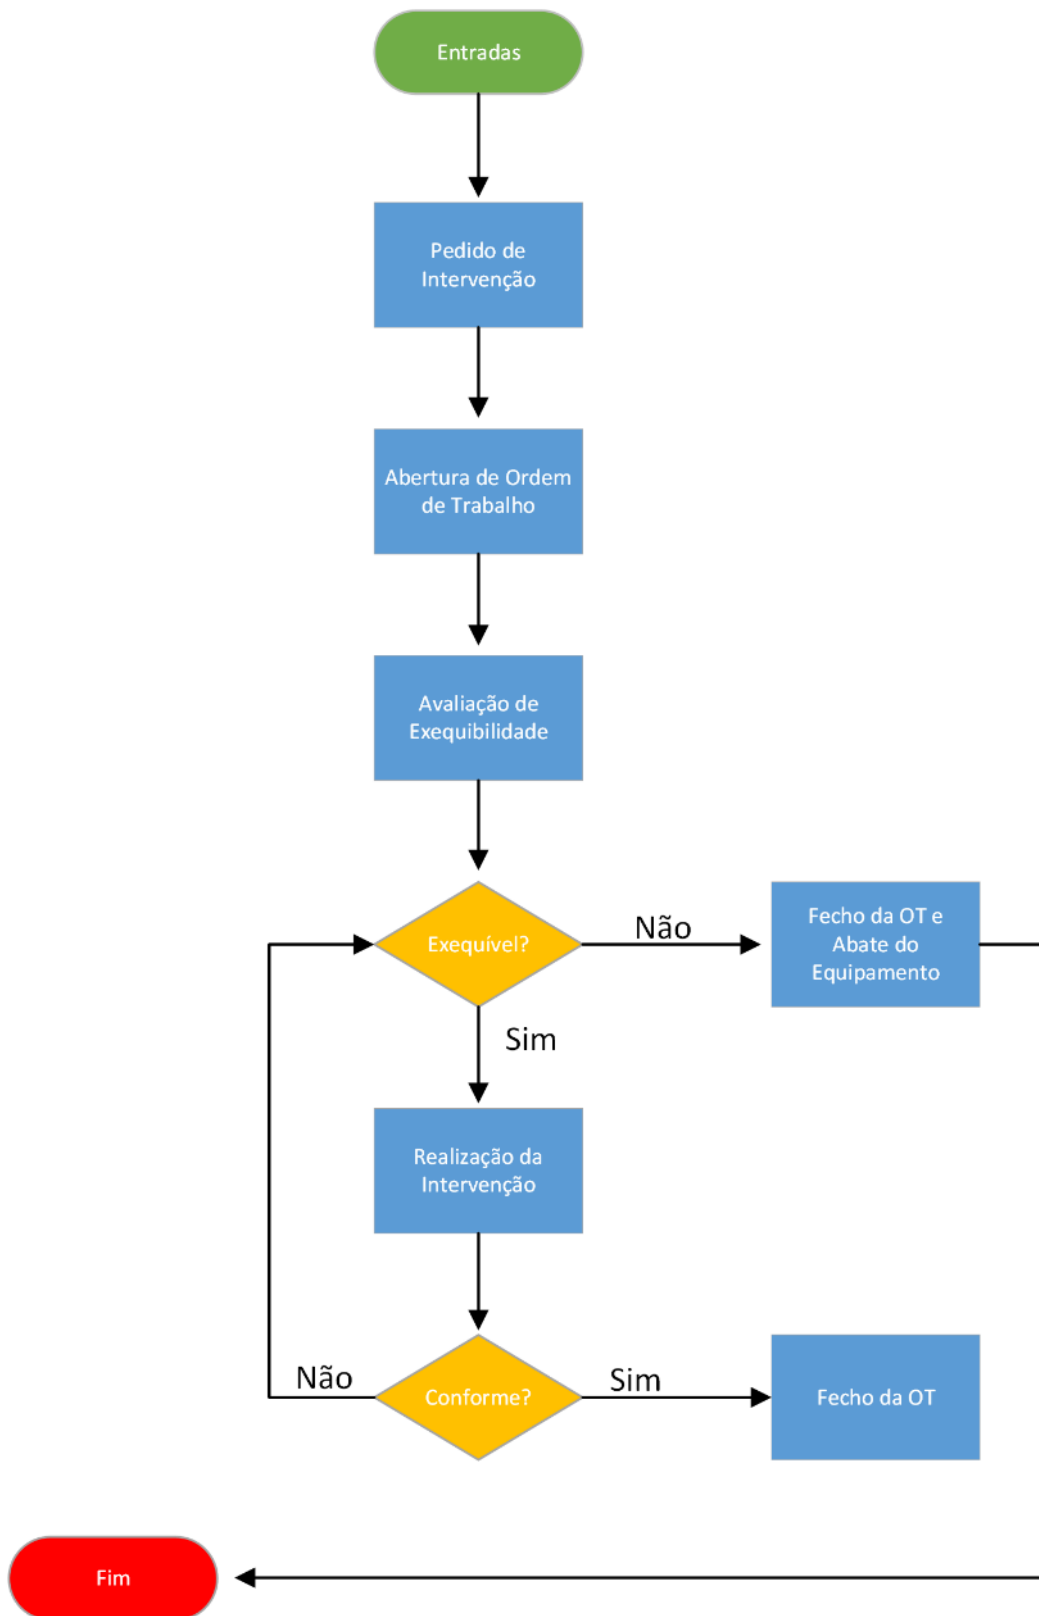 Entradas
Pedido de
Intervenção
Abertura de Ordem
de Trabalho
Avaliação de
Exequibilidade
Exequível?
Não
Fecho da OT e
Abate do
Equipamento
Sim
Realização da
Intervenção
Não
Conforme?
Sim
Fecho da OT
Fim